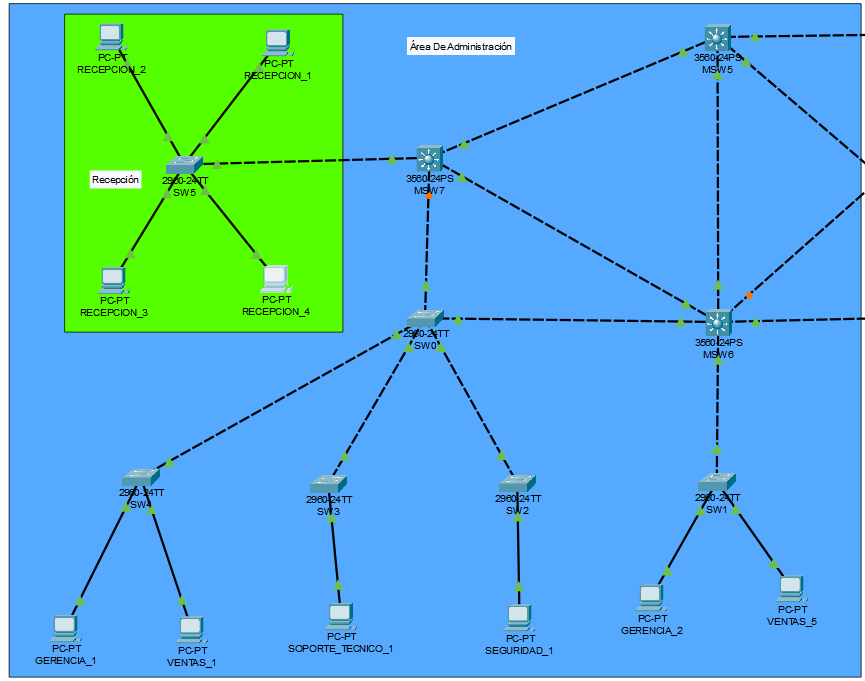 Área De Administración
PC-PT
RECEPCION_2
PC-PT
RECEPCION_1
3560-24PS
MSW5
Recepción
2960-24TT
SW5
3560-24PS
MSW7
PC-PT
RECEPCION_3
PC-PT
RECEPCION_4
2960-24TT
SW0
3560-24PS
MSW6
2960-24TT
SW4
2960-24TT
SW3
2960-24TT
SW2
2960-24TT
SW1
PC-PT
GERENCIA_1
PC-PT
VENTAS_1
PC-PT
SOPORTE_TECNICO_1
PC-PT
SEGURIDAD_1
PC-PT
GERENCIA_2
PC-PT
VENTAS_5